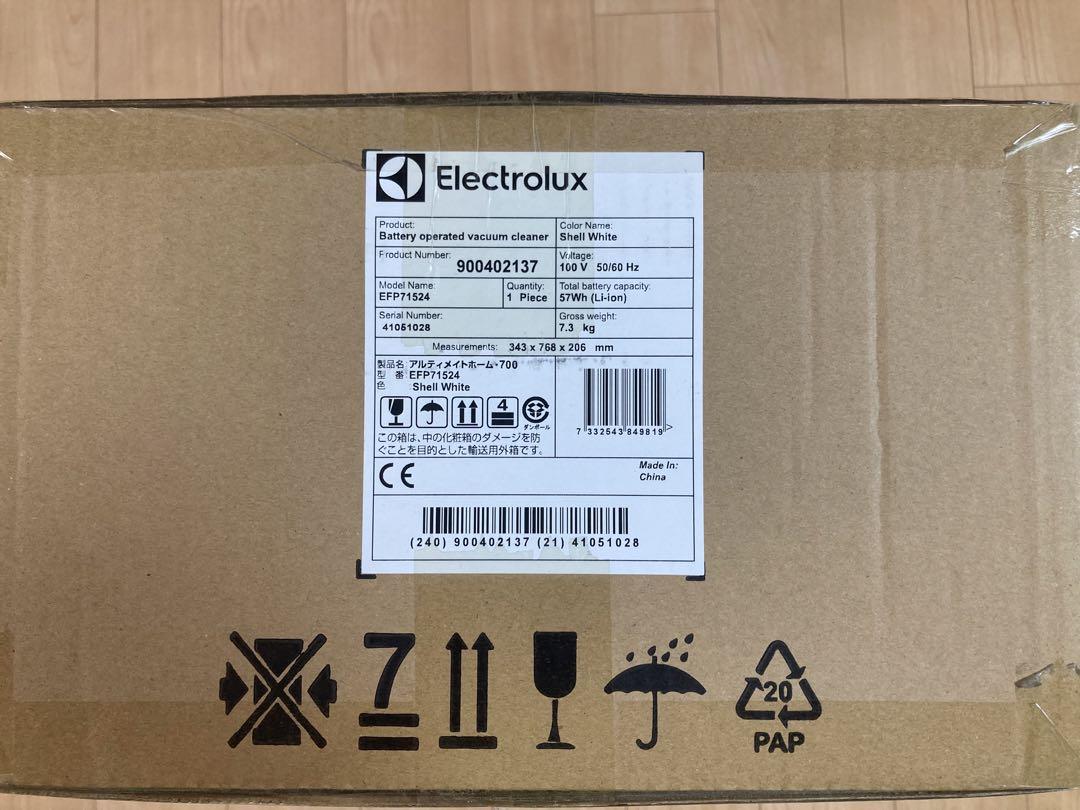 Electrolux
Product:
Battery operated vacuum cleaner
Color Name:
Shell White
Product Number:
900402137
Voltage:
100 V 50/60 Hz
Model Name:
EFP71524
Quantity:
1 Piece
Total battery capacity:
57Wh (Li-ion)
Serial Number:
41051028
Gross weight:
7.3 kg
Measurements: 343 x 768 x 206 mm
製品名:アルティメイトホーム・700
型 番:EFP71524
色 :Shell White
4
ダンボール
この箱は、中の化粧箱のダメージを防
ぐことを目的とした輸送用外箱です。
7 332543 849819 >
CE
Made In:
China
(240) 900402137 (21) 41051028
7
20
PAP